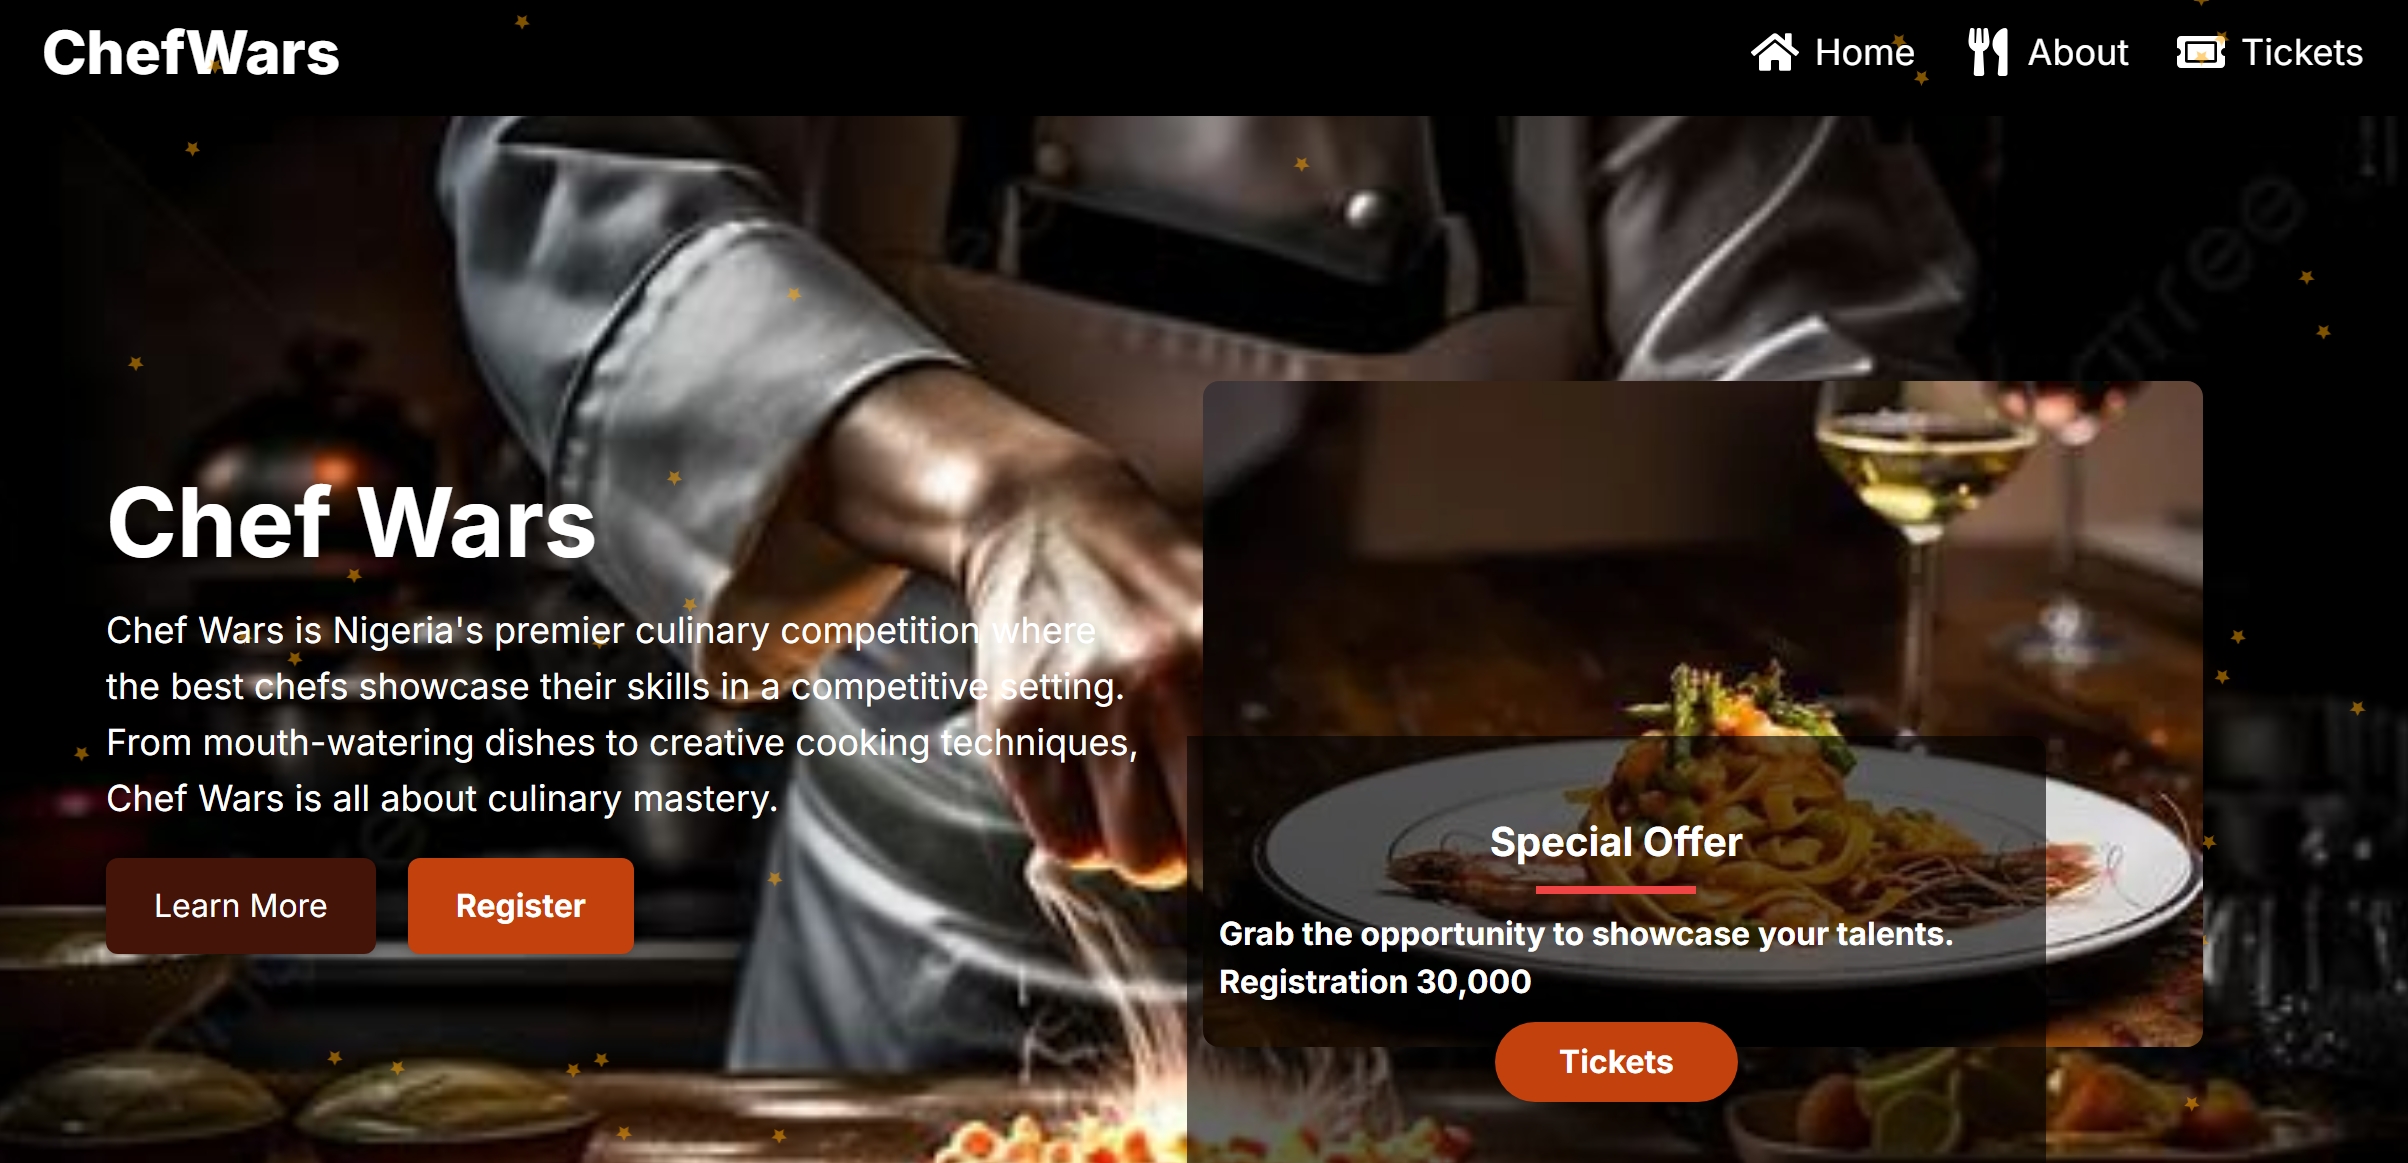 ChefWars
Home
About
Tickets
Chef Wars
Chef Wars is Nigeria's premier culinary competition where
the best chefs showcase their skills in a competitive setting.
From mouth-watering dishes to creative cooking techniques,
Chef Wars is all about culinary mastery.
Learn More
Register
Special Offer
Grab the opportunity to showcase your talents.
Registration 30,000
Tickets